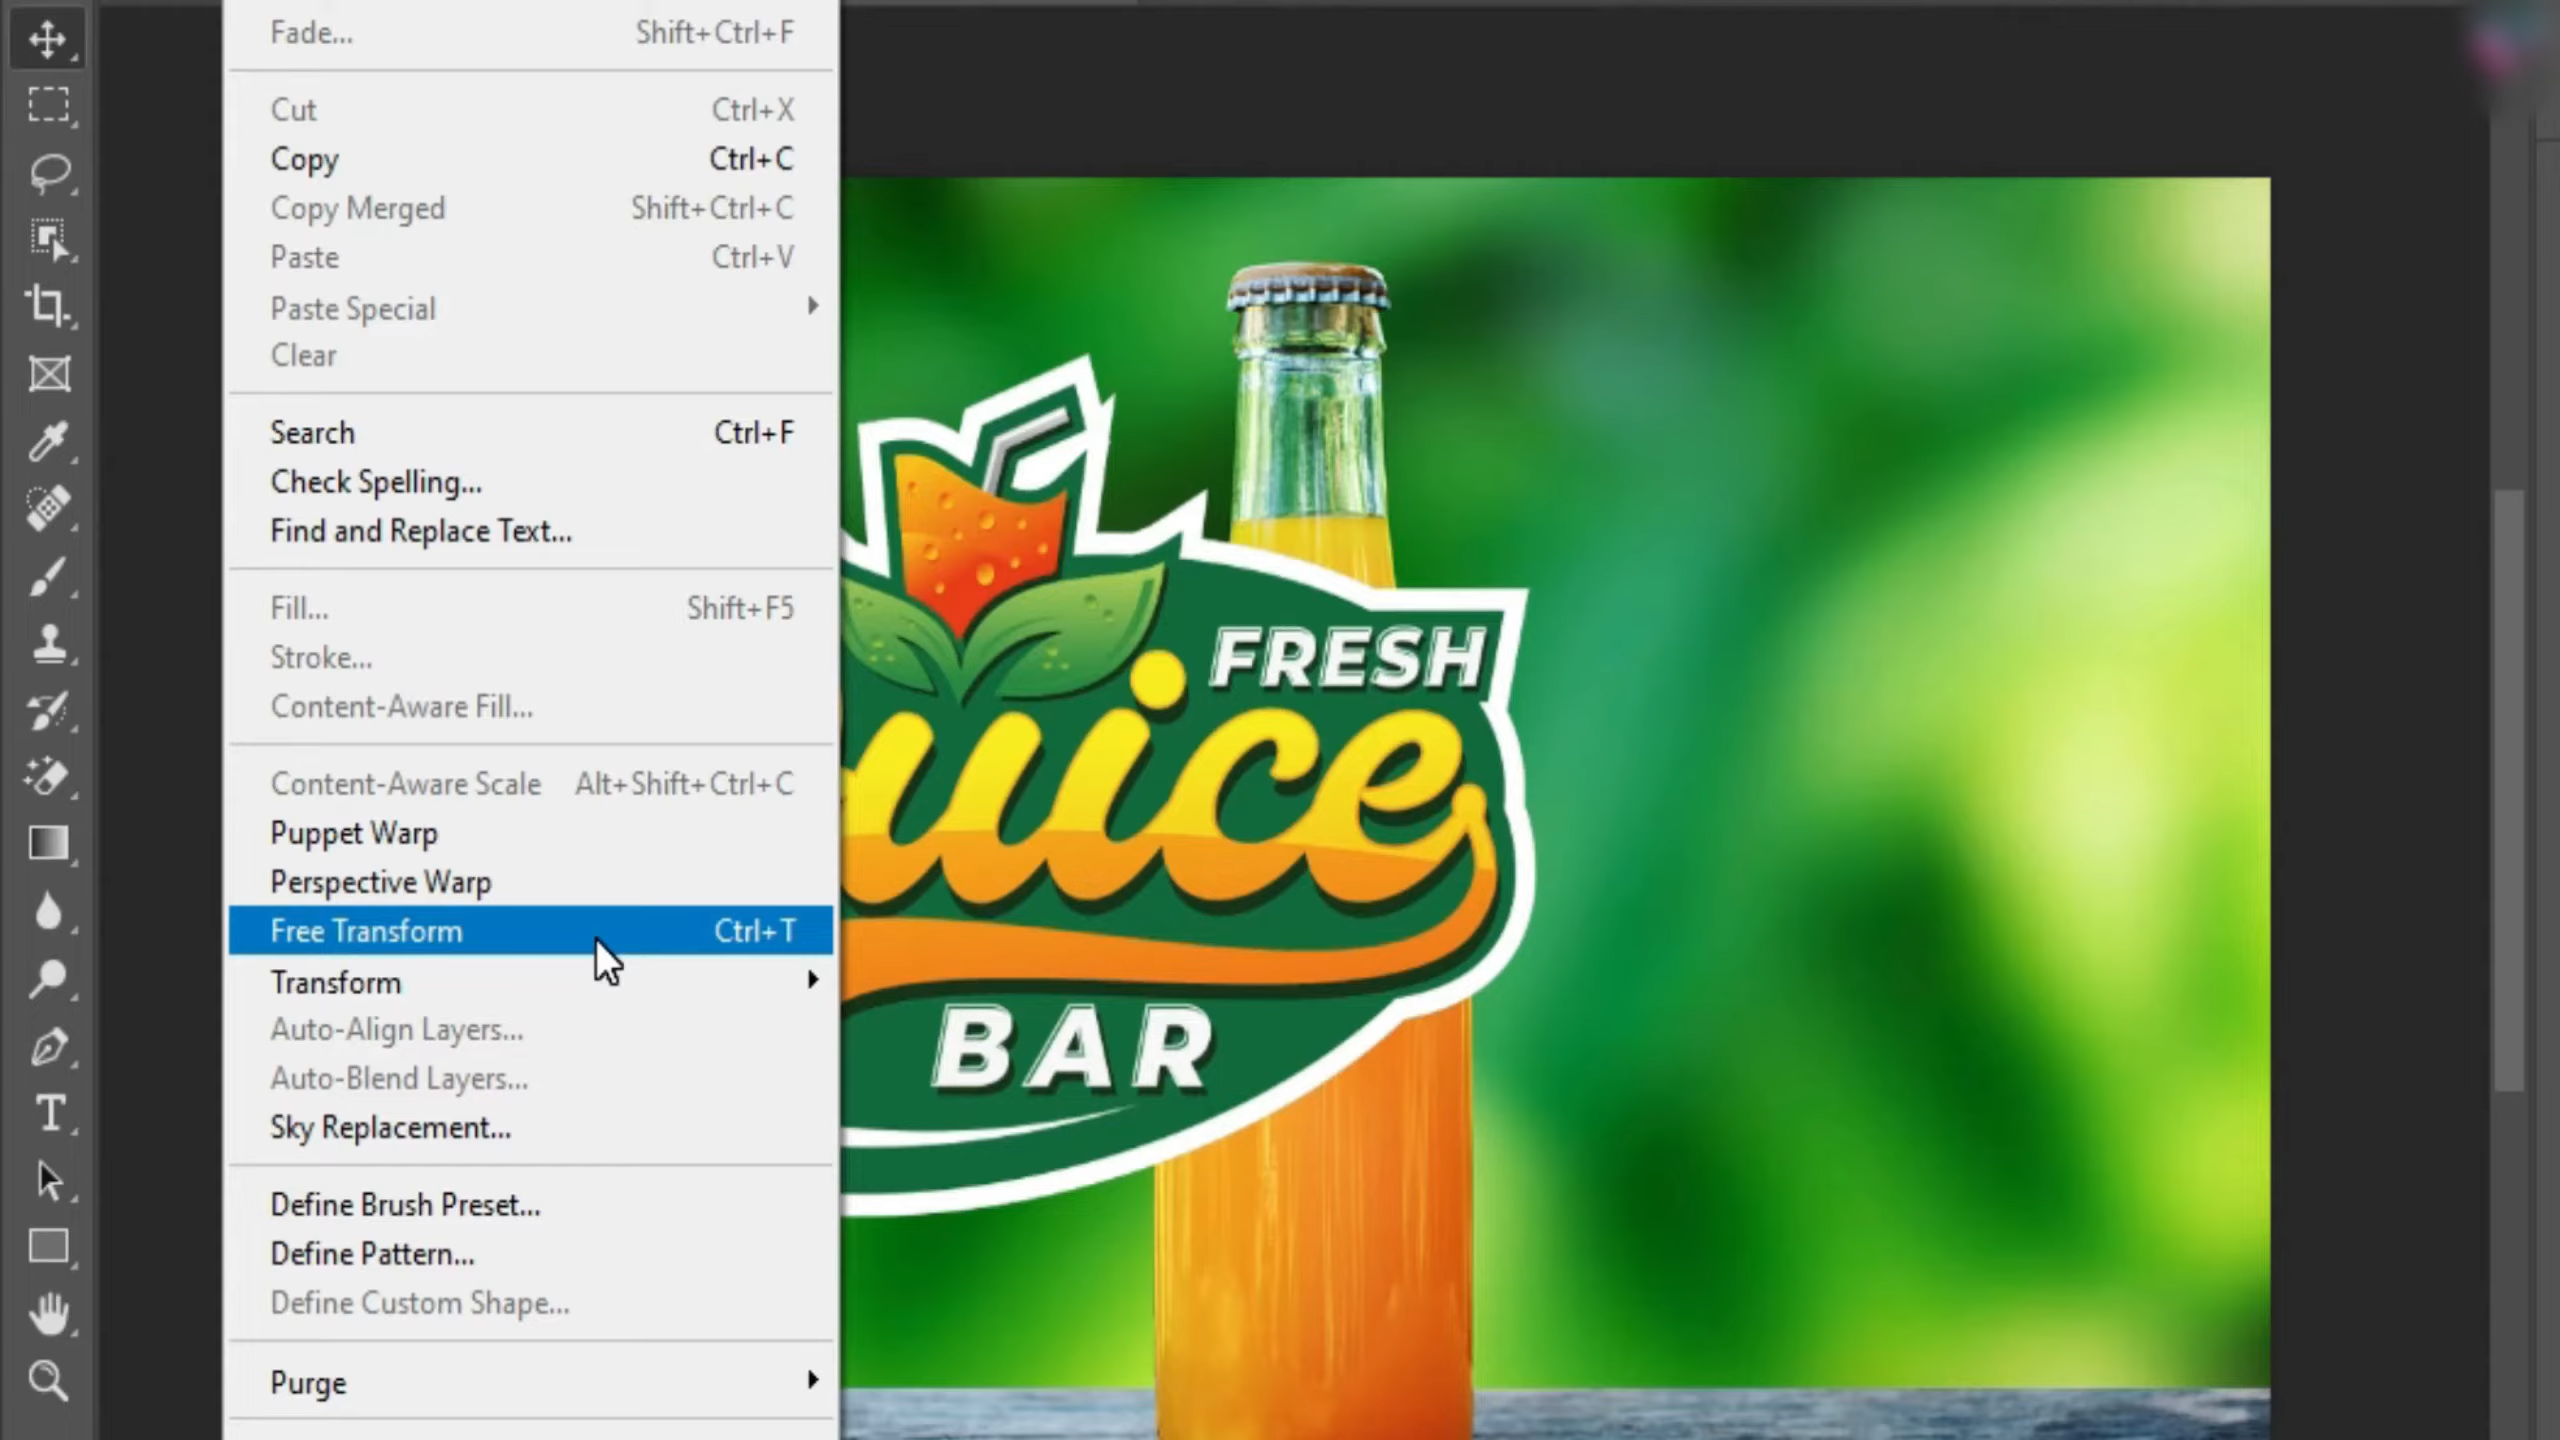 Fade... Shift+Ctrl+F
Cut Ctrl+X
Copy Ctrl+C
Copy Merged Shift+Ctrl+C
Paste Ctrl+V
Paste Special
Clear
Search Ctrl+F
Check Spelling...
Find and Replace Text...
Fill... Shift+F5
Stroke...
Content-Aware Fill...
Content-Aware Scale Alt+Shift+Ctrl+C
Puppet Warp
Perspective Warp
Free Transform Ctrl+T
Transform
Auto-Align Layers...
Auto-Blend Layers...
Sky Replacement...
Define Brush Preset...
Define Pattern...
Define Custom Shape...
Purge
FRESH
uice
BAR